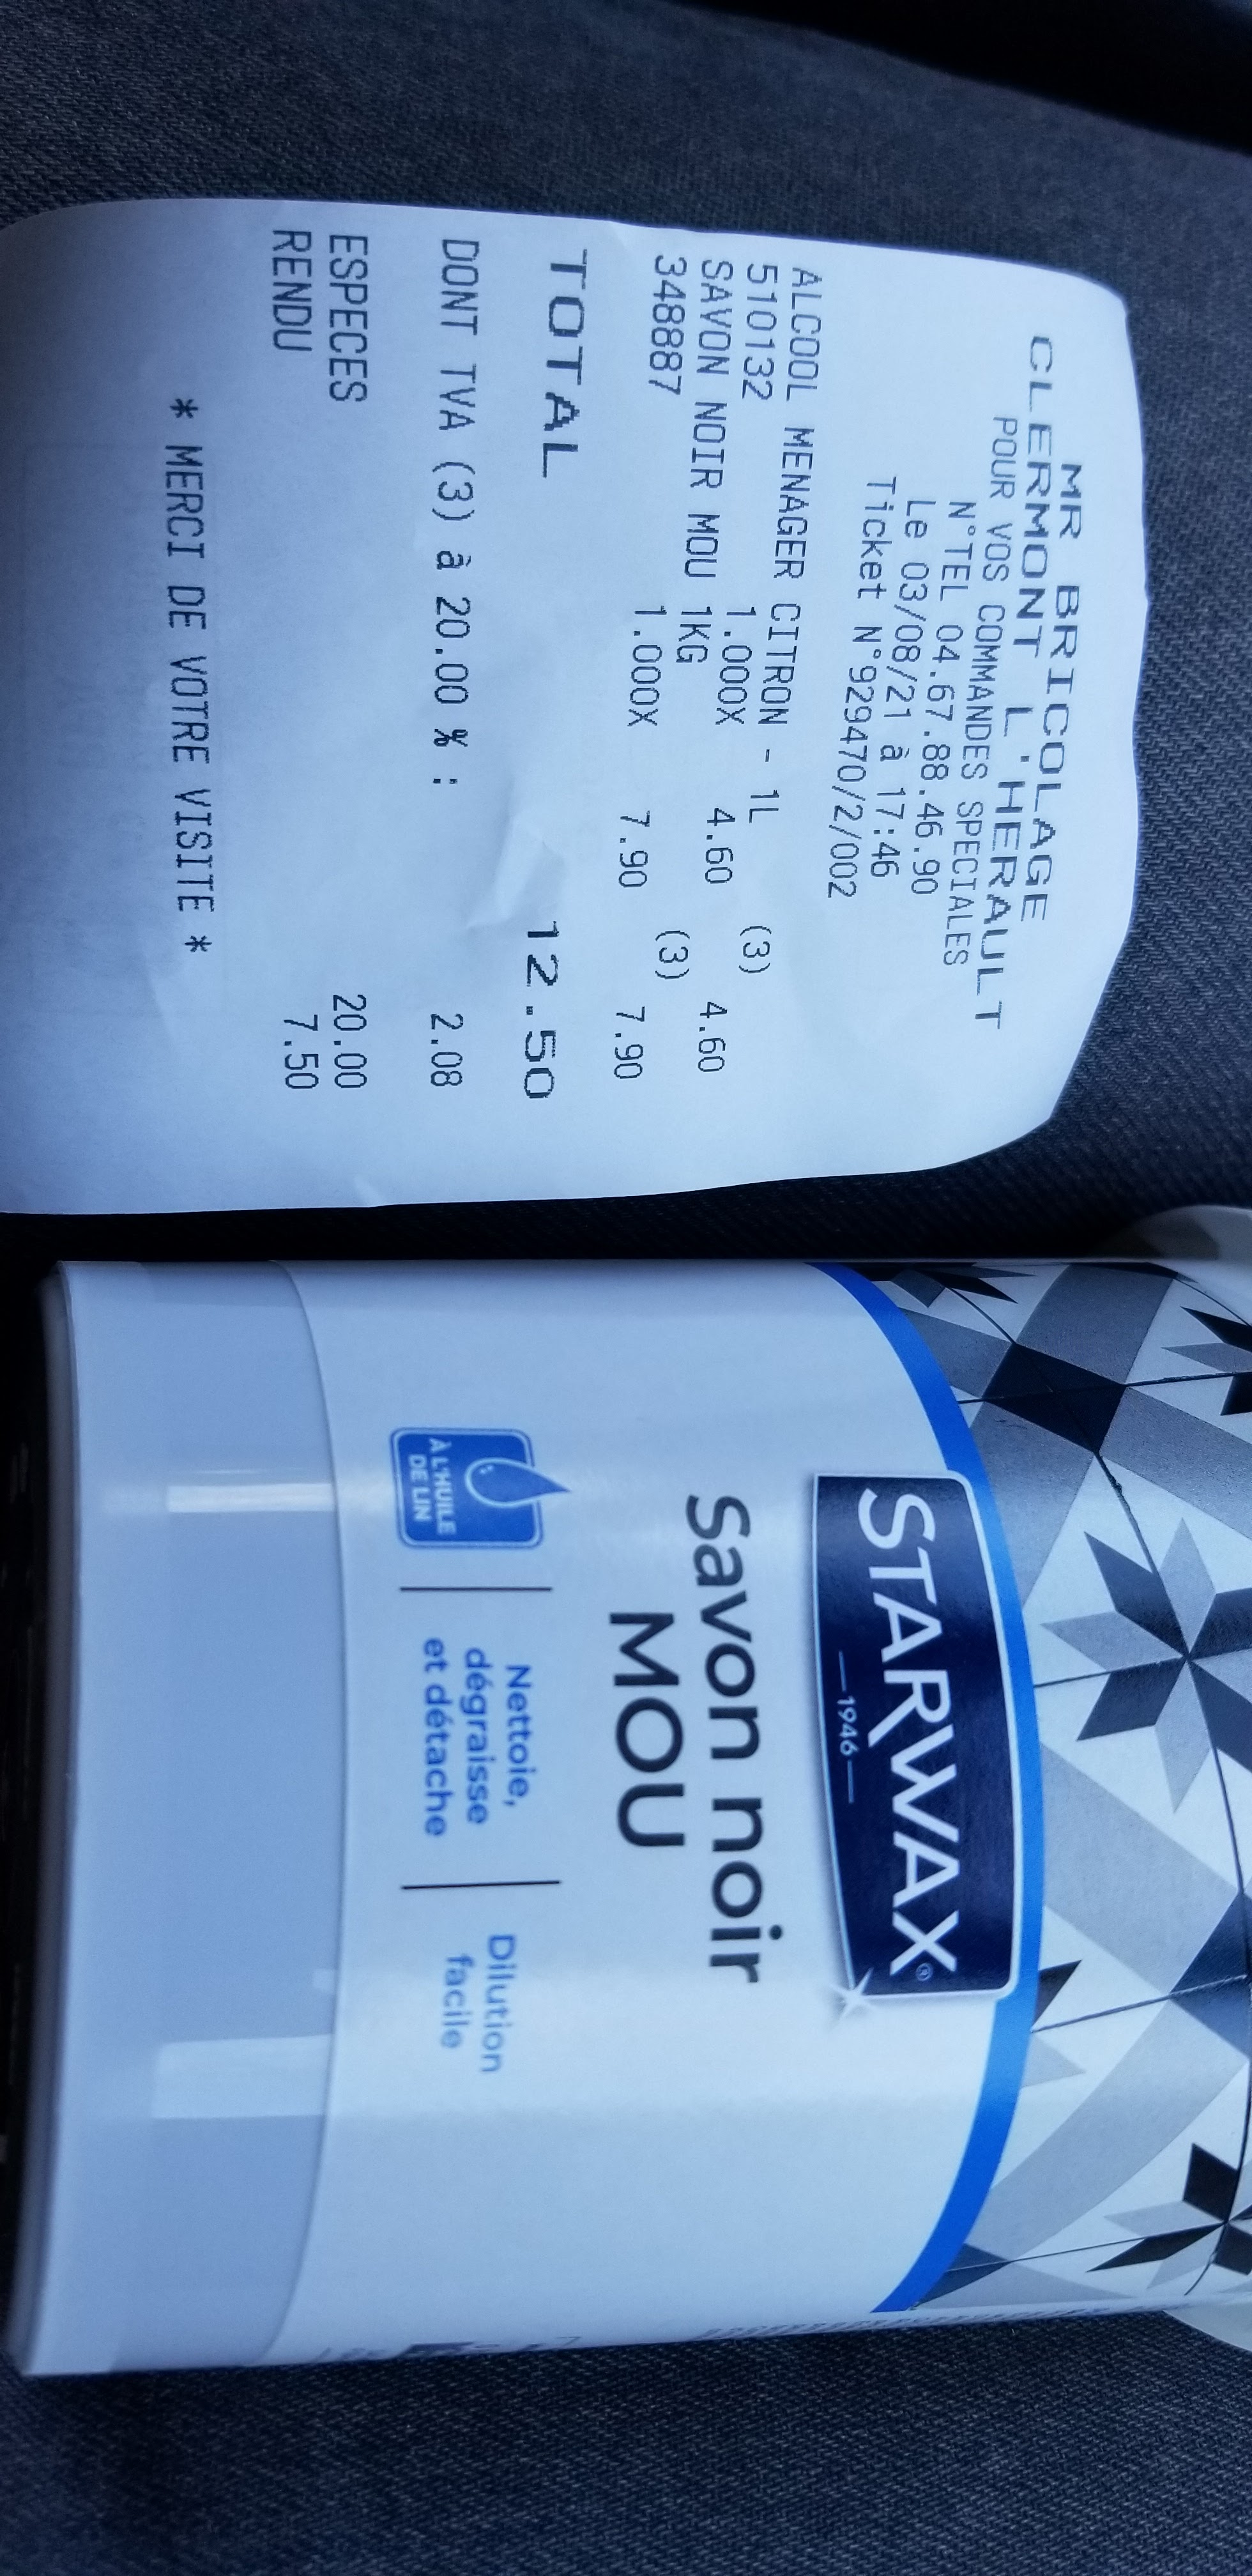 MR BRICOLAGE
CLERMONT L'HERAULT
POUR VOS COMMANDES SPECIALES
N°TEL 04.67.88.46.90
Le 03/08/21 à 17:46
Ticket N°929470/2/002
ALCOOL MENAGER CITRON - 1L (3)
510132 1.000X 4.60 4.60
SAVON NOIR MOU 1KG (3)
348887 1.000X 7.90 7.90
TOTAL 12.50
DONT TVA (3) à 20.00 % : 2.08
ESPECES 20.00
RENDU 7.50
* MERCI DE VOTRE VISITE *
STARWAX®
1946
Savon noir
MOU
À L'HUILE
DE LIN
Nettoie,
dégraisse
et détache
Dilution
facile